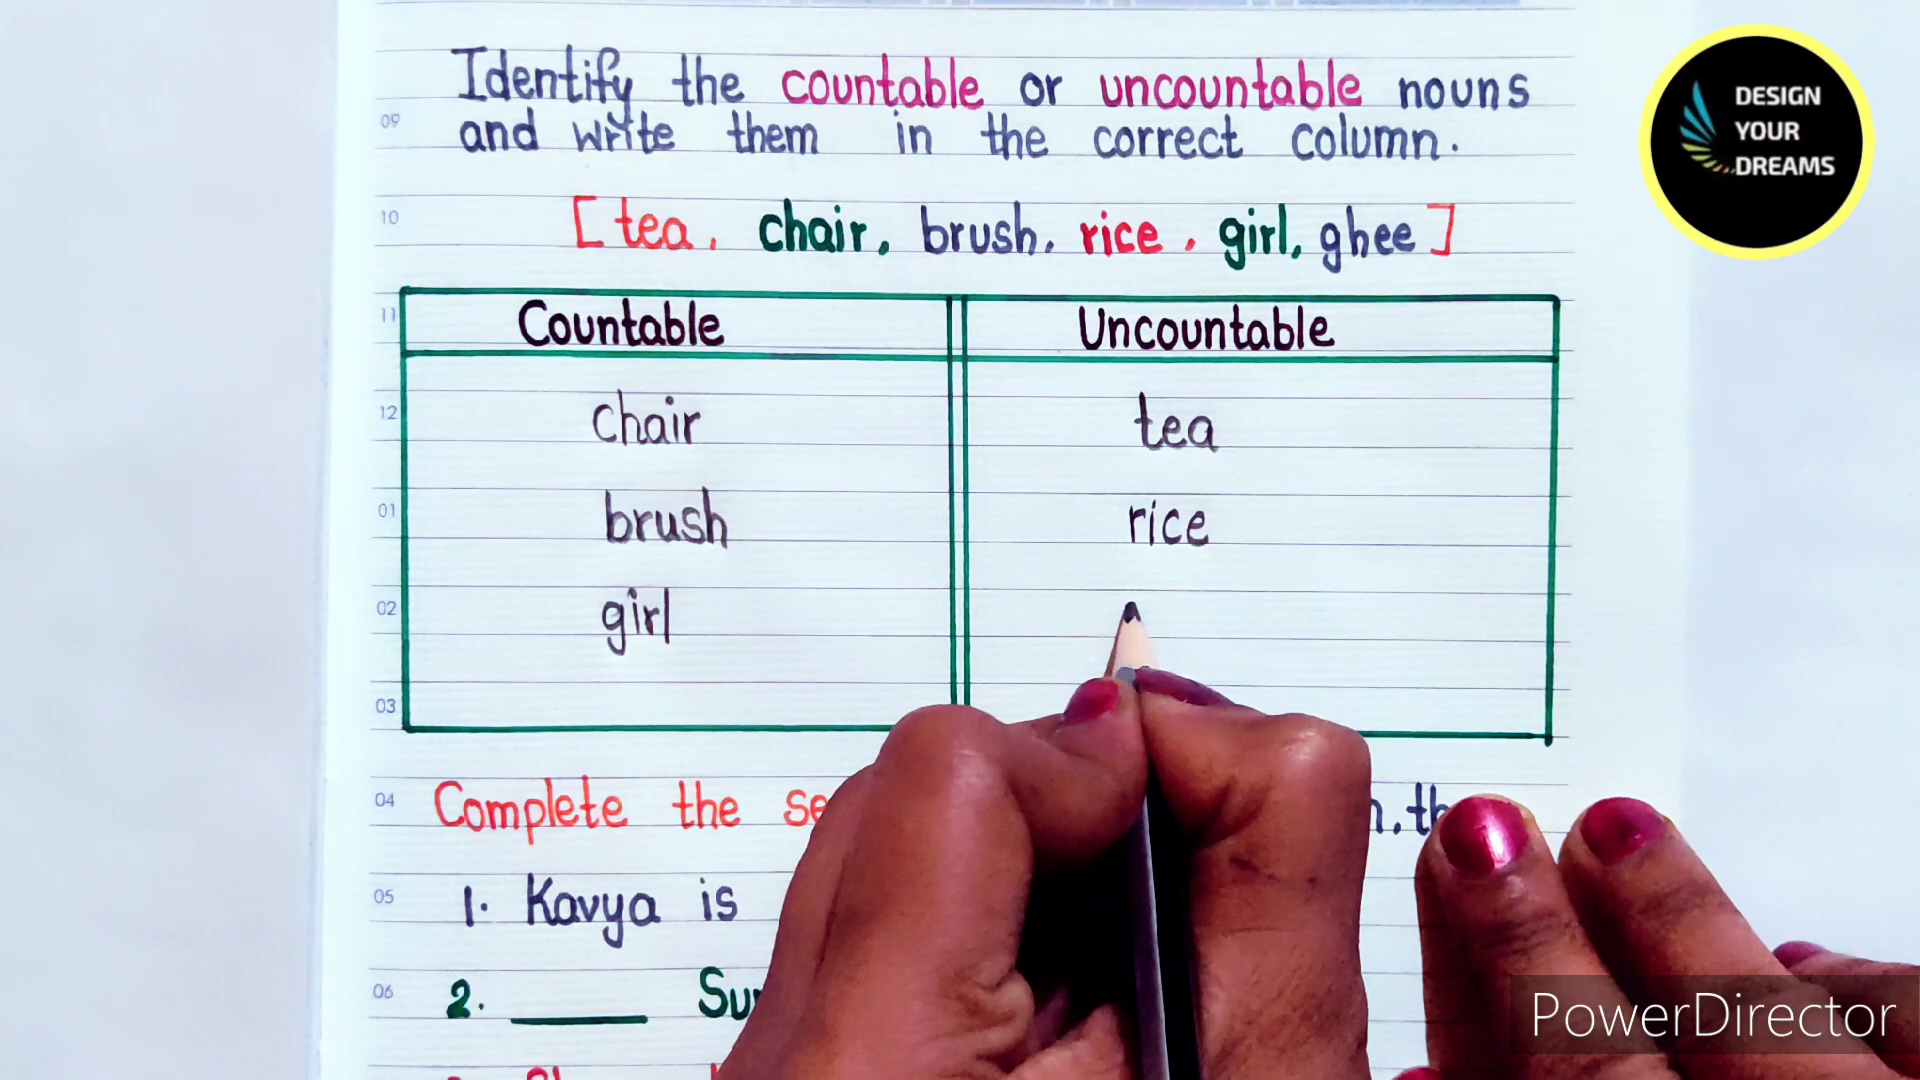 Identify the countable or uncountable nouns
and write them in the correct column.
[tea, chair, brush, rice, girl, ghee]
Countable Uncountable
chair tea
brush rice
girl
Complete the
1. Kavya is
2. ____
DESIGN
YOUR
DREAMS
09
10
11
12
01
02
03
04
05
06
PowerDirector